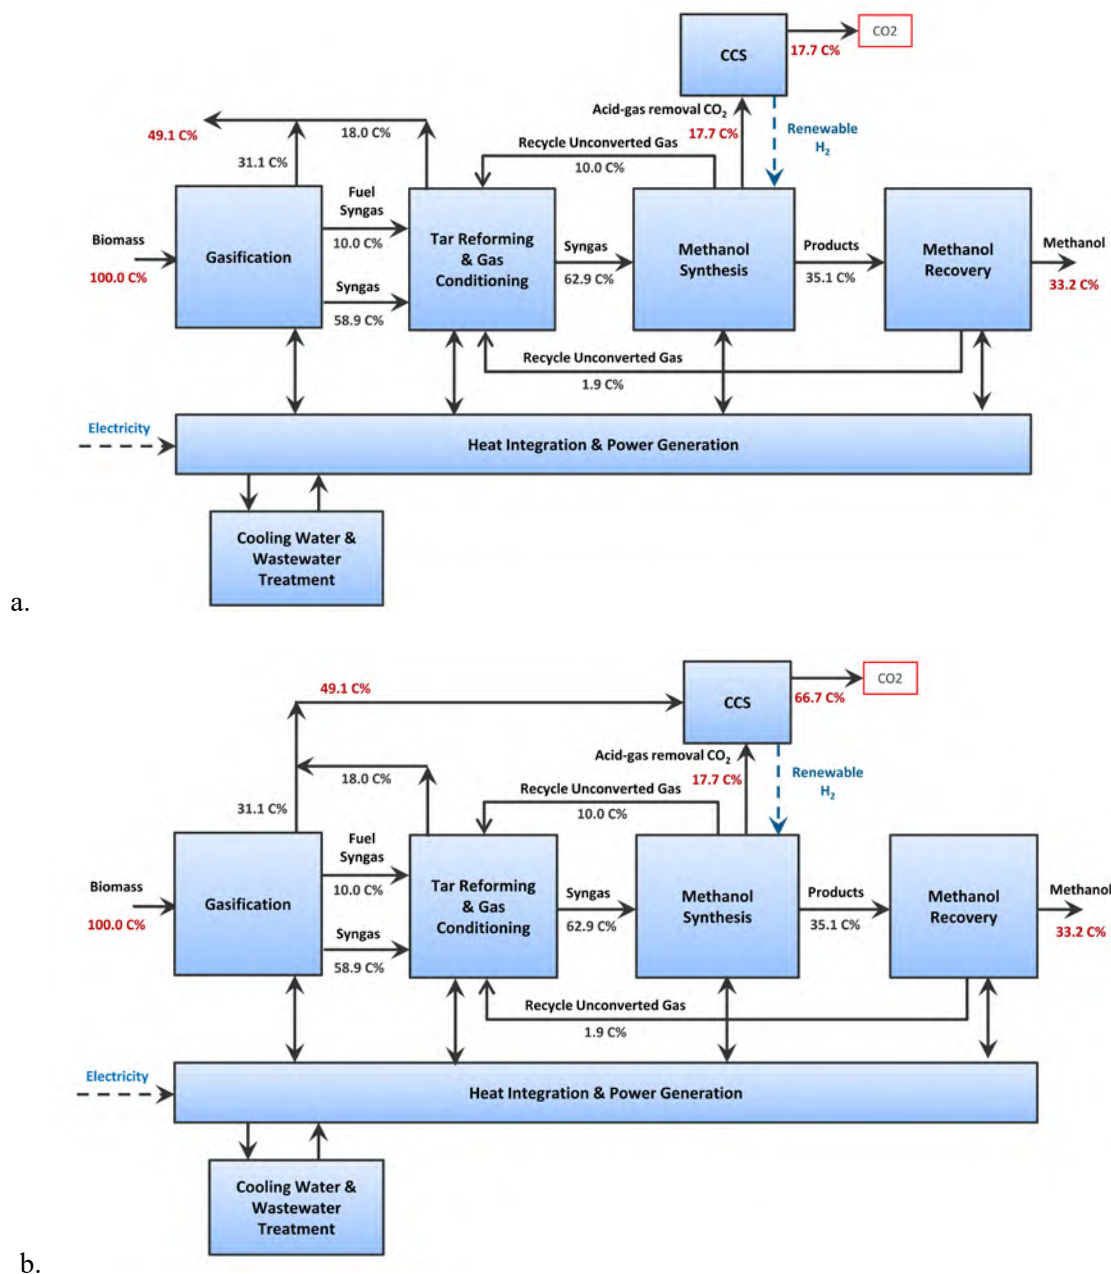 CCS
CO2
17.7 C%
Acid-gas removal CO₂
17.7 C%
Renewable
H₂
49.1 C%
18.0 C%
31.1 C%
Recycle Unconverted Gas
10.0 C%
Biomass
100.0 C%
Gasification
Fuel
Syngas
10.0 C%
Syngas
58.9 C%
Tar Reforming
& Gas
Conditioning
Syngas
62.9 C%
Methanol
Synthesis
Products
35.1 C%
Methanol
Recovery
Methanol
33.2 C%
Recycle Unconverted Gas
1.9 C%
Electricity
Heat Integration & Power Generation
Cooling Water &
Wastewater
Treatment
a.
49.1 C%
CCS
CO2
66.7 C%
Acid-gas removal CO₂
17.7 C%
Renewable
H₂
18.0 C%
31.1 C%
Recycle Unconverted Gas
10.0 C%
Biomass
100.0 C%
Gasification
Fuel
Syngas
10.0 C%
Syngas
58.9 C%
Tar Reforming
& Gas
Conditioning
Syngas
62.9 C%
Methanol
Synthesis
Products
35.1 C%
Methanol
Recovery
Methanol
33.2 C%
Recycle Unconverted Gas
1.9 C%
Electricity
Heat Integration & Power Generation
Cooling Water &
Wastewater
Treatment
b.